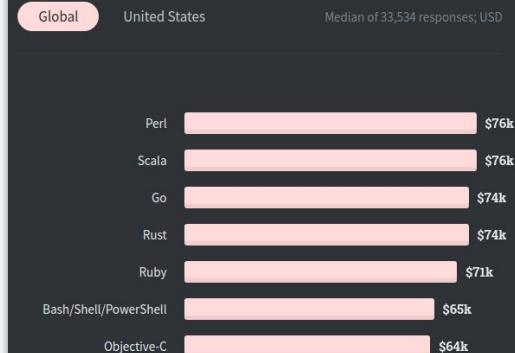 Global United States Median of 33,534 responses; USD
Perl $76k
Scala $76k
Go $74k
Rust $74k
Ruby $71k
Bash/Shell/PowerShell $65k
Objective-C $64k